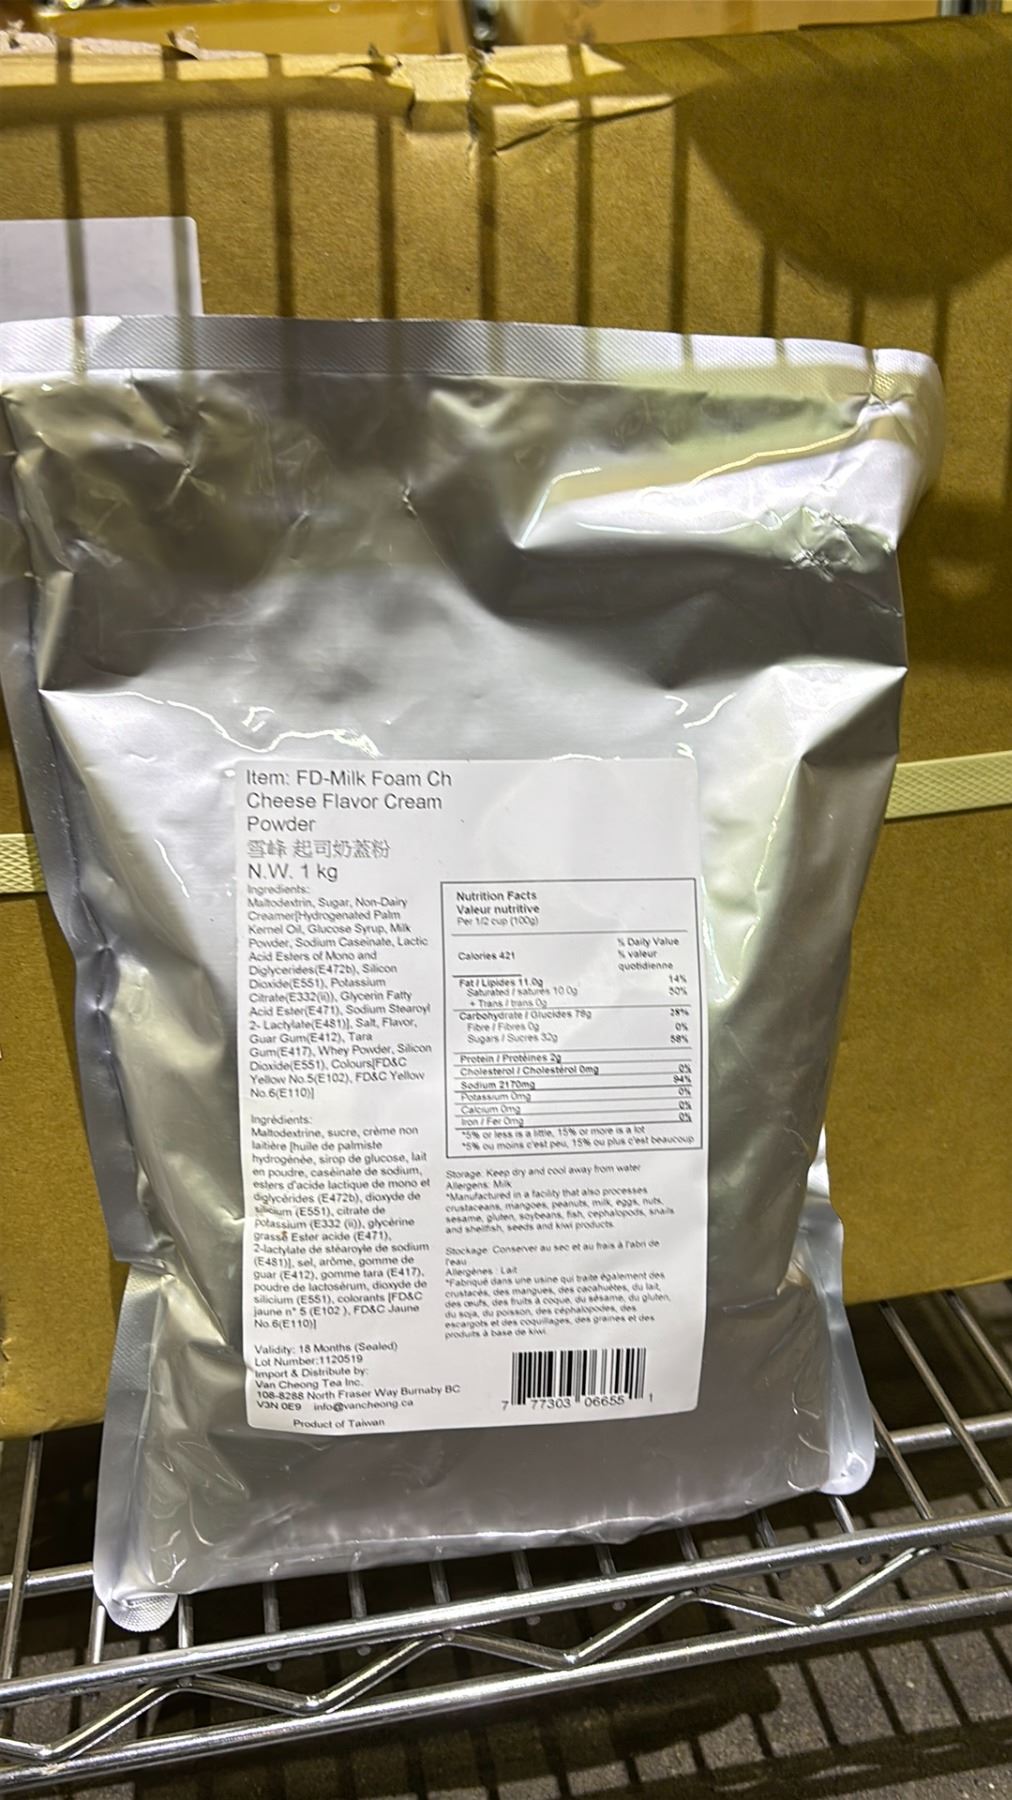 Item: FD-Milk Foam Ch
Cheese Flavor Cream
Powder
雪峰 起司奶蓋粉
N.W. 1 kg
Ingredients:
Maltodextrin, Sugar, Non-Dairy
Creamer[Hydrogenated Palm
Kernel Oil, Glucose Syrup, Milk
Powder, Sodium Caseinate, Lactic
Acid Esters of Mono and
Diglycerides(E472b), Silicon
Dioxide(E551), Potassium
Citrate(E332(ii)), Glycerin Fatty
Acid Ester(E471), Sodium Stearoyl
2- Lactylate(E481)], Salt, Flavor,
Guar Gum(E412), Tara
Gum(E417), Whey Powder, Silicon
Dioxide(E551), Colours[FD&C
Yellow No.5(E102), FD&C Yellow
No.6(E110)]
Ingrédients:
Maltodextrine, sucre, crème non
laitière [huile de palmiste
hydrogénée, sirop de glucose, lait
en poudre, caséinate de sodium,
esters d'acide lactique de mono et
diglycérides (E472b), dioxyde de
silicium (E551), citrate de
potassium (E332 (ii)), glycérine
grasse Ester acide (E471),
2-lactylate de stéaroyle de sodium
(E481)], sel, arôme, gomme de
guar (E412), gomme tara (E417),
poudre de lactosérum, dioxyde de
silicium (E551), colorants [FD&C
jaune n° 5 (E102 ), FD&C Jaune
No.6(E110)]
Validity: 18 Months (Sealed)
Lot Number:1120519
Import & Distribute by:
Van Cheong Tea Inc.
108-8288 North Fraser Way Burnaby BC
V3N 0E9 info@vancheong.ca
Product of Taiwan
Nutrition Facts
Valeur nutritive
Per 1/2 cup (100g)
% Daily Value
Calories 421 % valeur
quotidienne
Fat / Lipides 11.0g 14%
Saturated / saturés 10.0g 50%
+ Trans / trans 0g
Carbohydrate / Glucides 78g 28%
Fibre / Fibres 0g 0%
Sugars / Sucres 32g 58%
Protein / Protéines 2g
Cholesterol / Cholestérol 0mg 0%
Sodium 2170mg 94%
Potassium 0mg 0%
Calcium 0mg 0%
Iron / Fer 0mg 0%
*5% or less is a little, 15% or more is a lot
*5% ou moins c'est peu, 15% ou plus c'est beaucoup
Storage: Keep dry and cool away from water
Allergens: Milk
*Manufactured in a facility that also processes
crustaceans, mangoes, peanuts, milk, eggs, nuts,
sesame, gluten, soybeans, fish, cephalopods, snails
and shellfish, seeds and kiwi products.
Stockage: Conserver au sec et au frais à l'abri de
l'eau
Allergènes : Lait
*Fabriqué dans une usine qui traite également des
crustacés, des mangues, des cacahuètes, du lait,
des œufs, des fruits à coque, du sésame, du gluten,
du soja, du poisson, des céphalopodes, des
escargots et des coquillages, des graines et des
produits à base de kiwi.
7 77303 06655 1